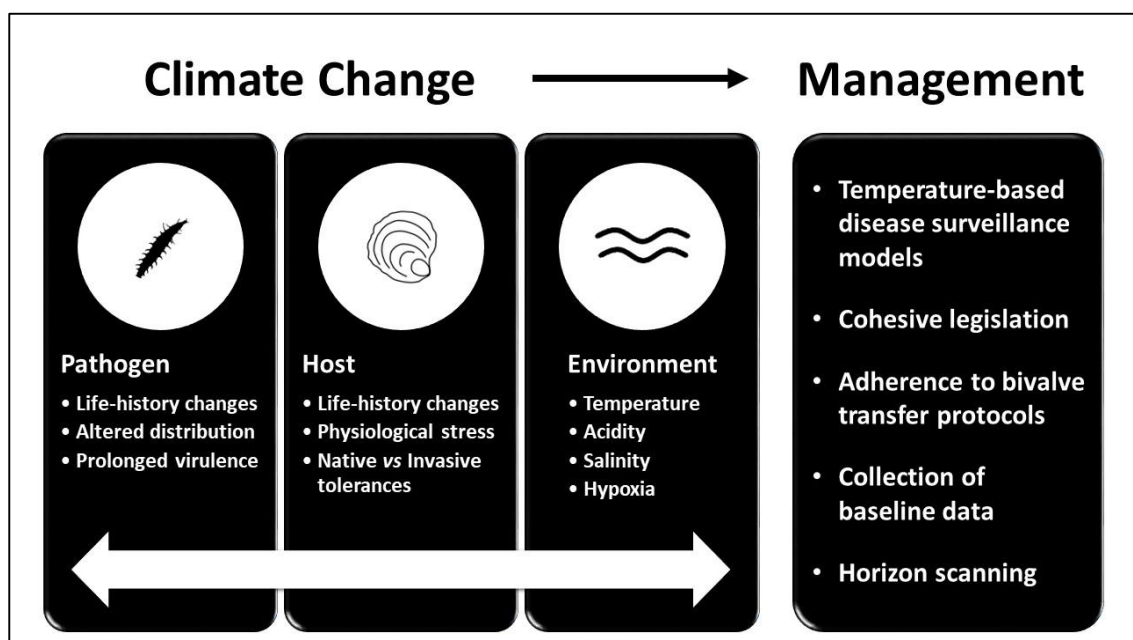 Climate Change
Management
Pathogen
• Life-history changes
• Altered distribution
• Prolonged virulence
Host
• Life-history changes
• Physiological stress
• Native vs Invasive
tolerances
Environment
• Temperature
• Acidity
• Salinity
• Hypoxia
• Temperature-based
disease surveillance
models
• Cohesive legislation
• Adherence to bivalve
transfer protocols
• Collection of
baseline data
• Horizon scanning